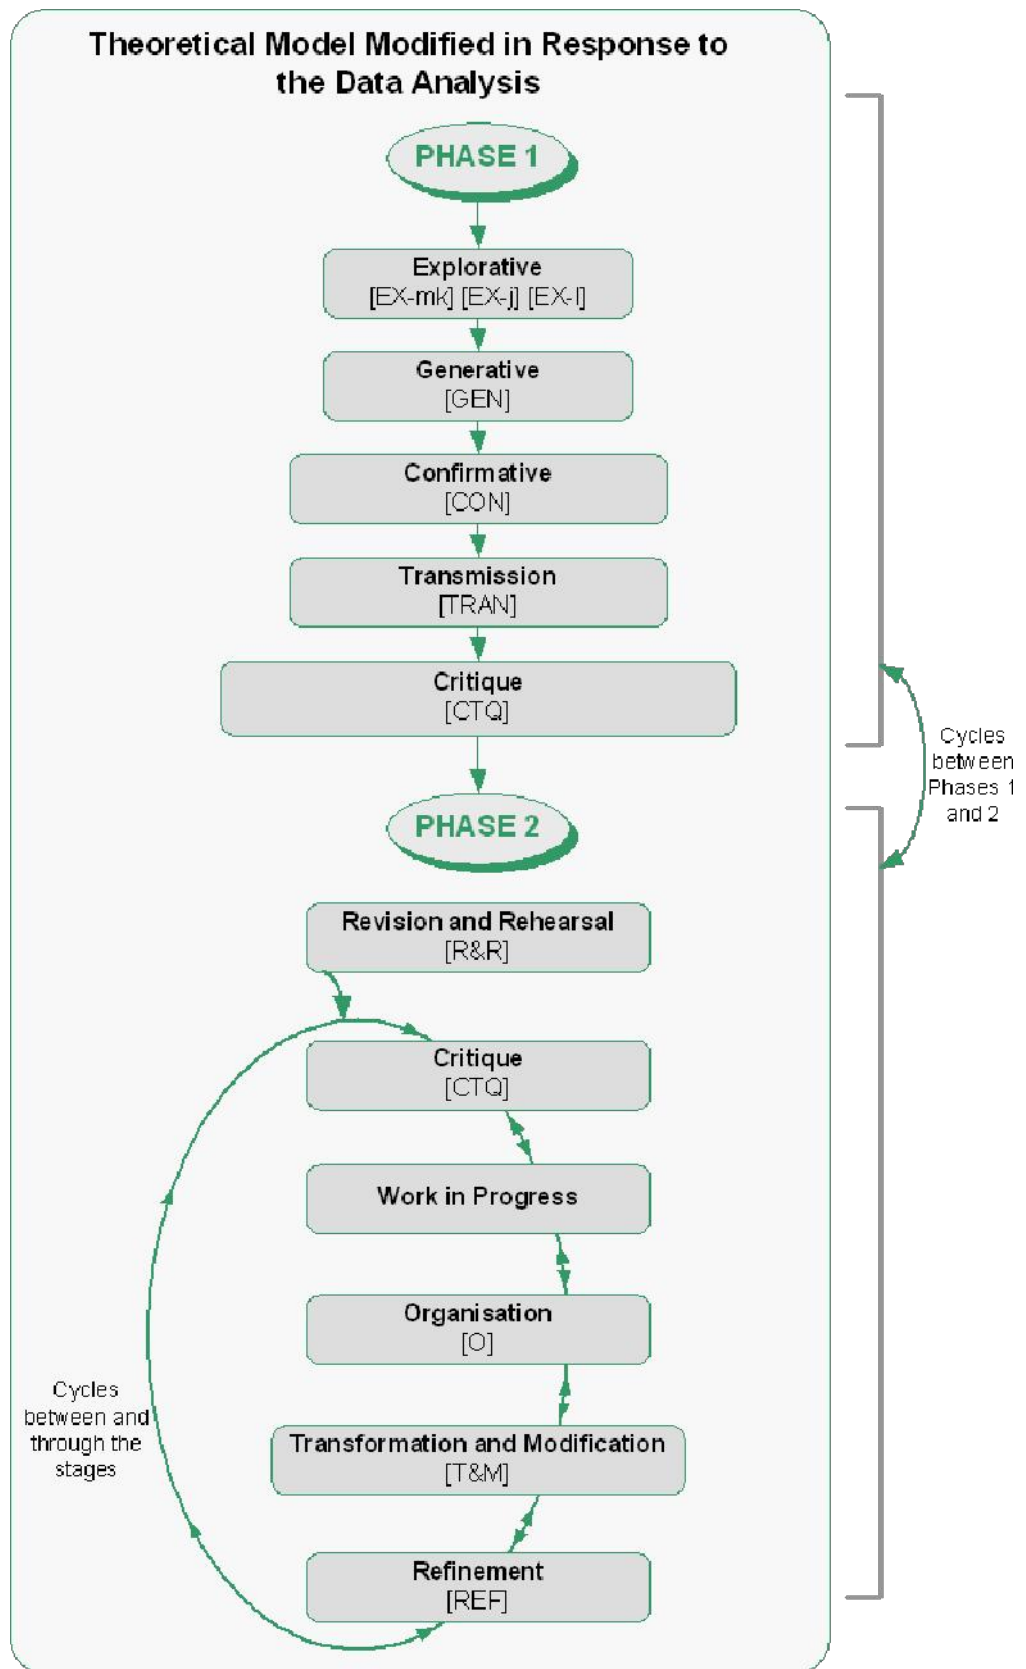 Theoretical Model Modified in Response to
the Data Analysis
PHASE 1
Explorative
[EX-mk] [EX-j] [EX-l]
Generative
[GEN]
Confirmative
[CON]
Transmission
[TRAN]
Critique
[CTQ]
Cycles
between
Phases 1
and 2
PHASE 2
Revision and Rehearsal
[R&R]
Critique
[CTQ]
Work in Progress
Organisation
[O]
Cycles
between and
through the
stages
Transformation and Modification
[T&M]
Refinement
[REF]